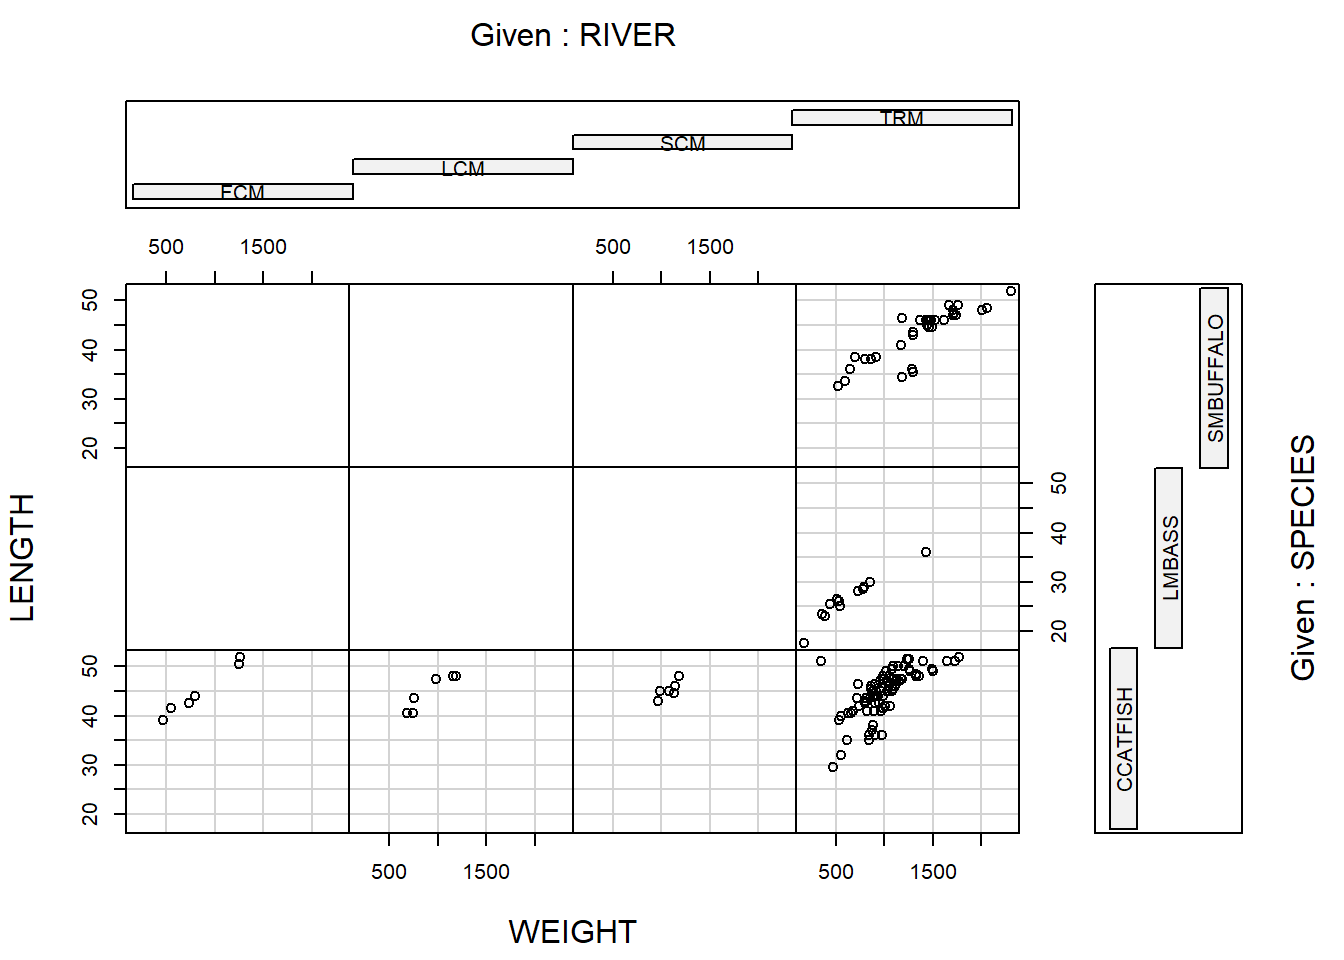 Given : RIVER
TRM
SCM
LCM
FCM
500 1500 500 1500
50
40
30
20
50
40
30
20
50
40
30
20
500 1500 500 1500
LENGTH
WEIGHT
SMBUFFALO
LMBASS
CCATFISH
Given : SPECIES